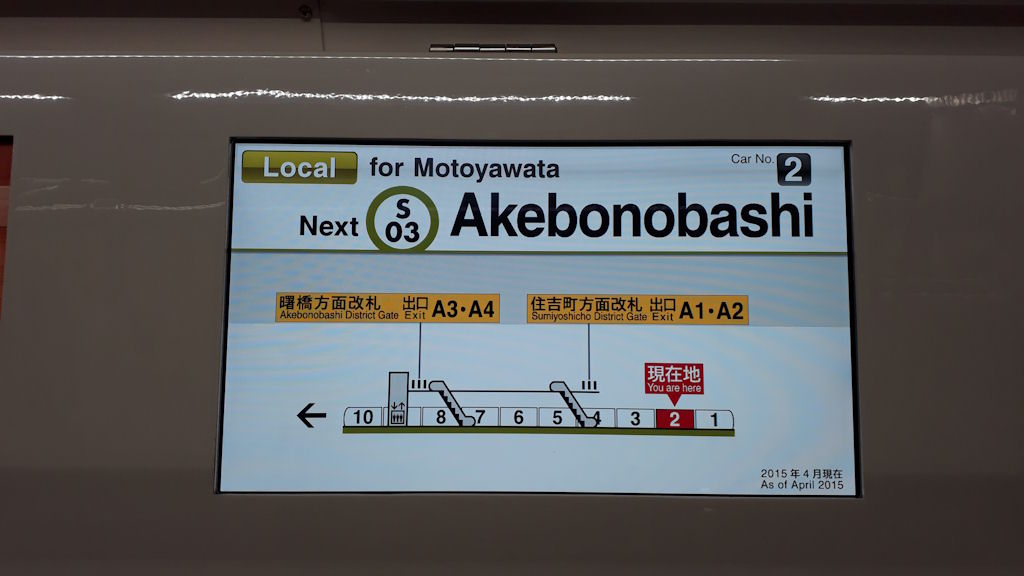 Local for Motoyawata
Car No. 2
Next S 03 Akebonobashi
曙橋方面改札 出口 A3・A4
Akebonobashi District Gate Exit
住吉町方面改札 出口 A1・A2
Sumiyoshicho District Gate Exit
現在地
You are here
← 10 8 7 6 5 4 3 2 1
2015年4月現在
As of April 2015